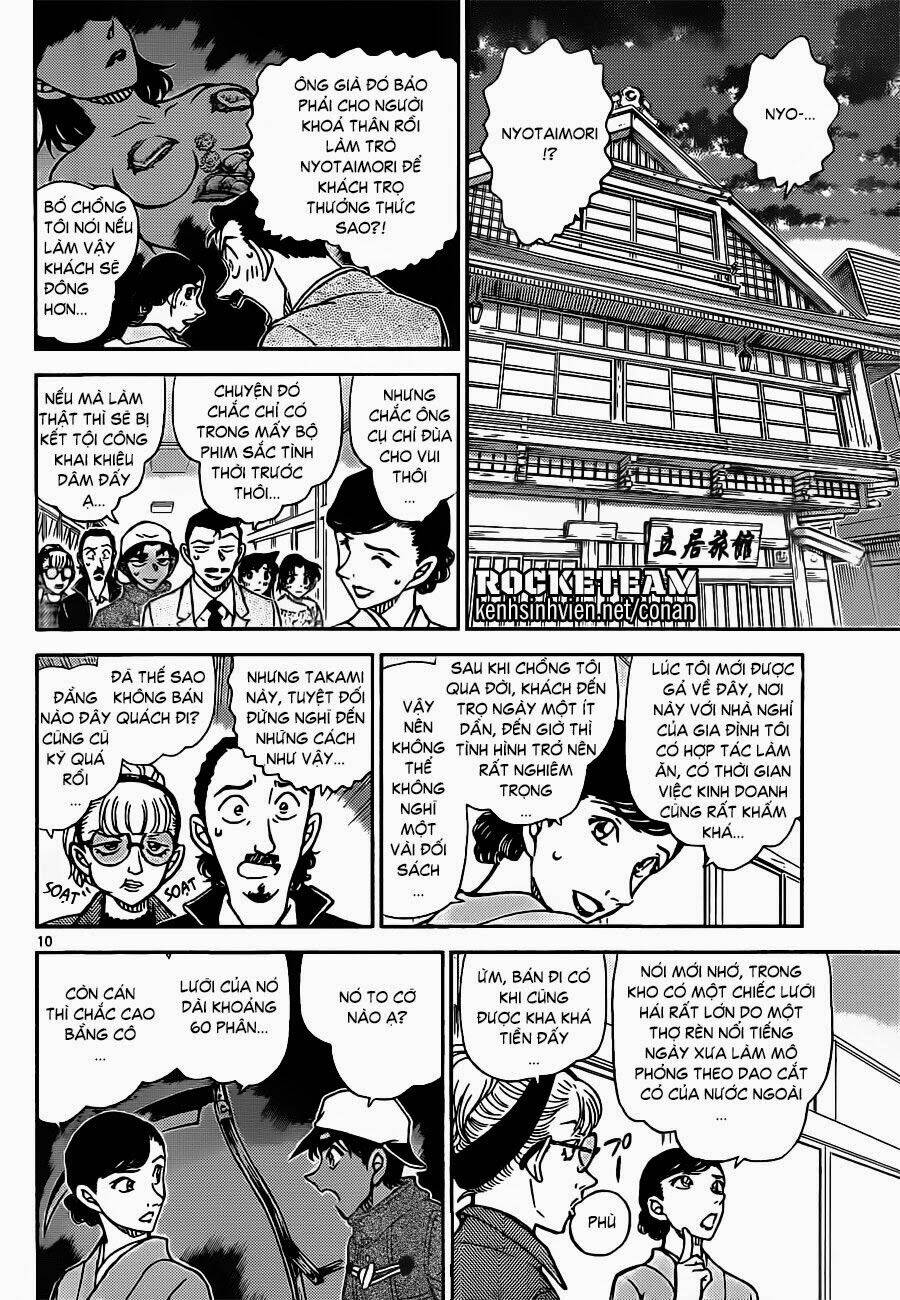 NYO-...
NYOTAIMORI
!?
ÔNG GIÀ ĐÓ BẢO
PHẢI CHO NGƯỜI
KHOẢ THÂN RỒI
LÀM TRÒ
NYOTAIMORI ĐỂ
KHÁCH TRỌ
THƯỞNG THỨC
SAO?!
BỐ CHỒNG
TÔI NÓI NẾU
LÀM VẬY
KHÁCH SẼ
ĐÔNG
HƠN...
立居旅館
ROCKETEAM
kenhsinhvien.net/conan
NHƯNG
CHẮC ÔNG
CỤ CHỈ ĐÙA
CHO VUI
THÔI
...
CHUYỆN ĐÓ
CHẮC CHỈ CÓ
TRONG MẤY BỘ
PHIM SẮC TÌNH
THỜI TRƯỚC
THÔI...
NẾU MÀ LÀM
THẬT THÌ SẼ BỊ
KẾT TỘI CÔNG
KHAI KHIÊU
DÂM ĐẤY
Ạ...
LÚC TÔI MỚI ĐƯỢC
GẢ VỀ ĐÂY, NƠI
NÀY VỚI NHÀ NGHỈ
CỦA GIA ĐÌNH TÔI
CÓ HỢP TÁC LÀM
ĂN, CÓ THỜI GIAN
VIỆC KINH DOANH
CŨNG RẤT KHẤM
KHÁ...
SAU KHI CHỒNG TÔI
QUA ĐỜI, KHÁCH ĐẾN
TRỌ NGÀY MỘT ÍT
DẦN, ĐẾN GIỜ THÌ
TÌNH HÌNH TRỞ NÊN
RẤT NGHIÊM
TRỌNG
...
VẬY
NÊN
KHÔNG
THỂ
KHÔNG
NGHĨ
MỘT
VÀI ĐỐI
SÁCH
...
NHƯNG TAKAMI
NÀY, TUYỆT ĐỐI
ĐỪNG NGHĨ ĐẾN
NHỮNG CÁCH
NHƯ VẬY...
ĐÃ THẾ SAO
KHÔNG BÁN
QUÁCH ĐI?
ĐẰNG
NÀO ĐÂY
CŨNG CŨ
KỸ QUÁ
RỒI
...
SOẠT
SOẠT
10
NÓI MỚI NHỚ, TRONG
KHO CÓ MỘT CHIẾC LƯỠI
HÁI RẤT LỚN DO MỘT
THỢ RÈN NỔI TIẾNG
NGÀY XƯA LÀM MÔ
PHỎNG THEO DAO CẮT
CỎ CỦA NƯỚC NGOÀI
...
ỪM, BÁN ĐI CÓ
KHI CŨNG
ĐƯỢC KHA KHÁ
TIỀN ĐẤY
...
PHÙ
NÓ TO CỠ
NÀO Ạ?
LƯỠI CỦA NÓ
DÀI KHOẢNG
60 PHÂN...
CÒN CÁN
THÌ CHẮC CAO
BẰNG CÔ
...